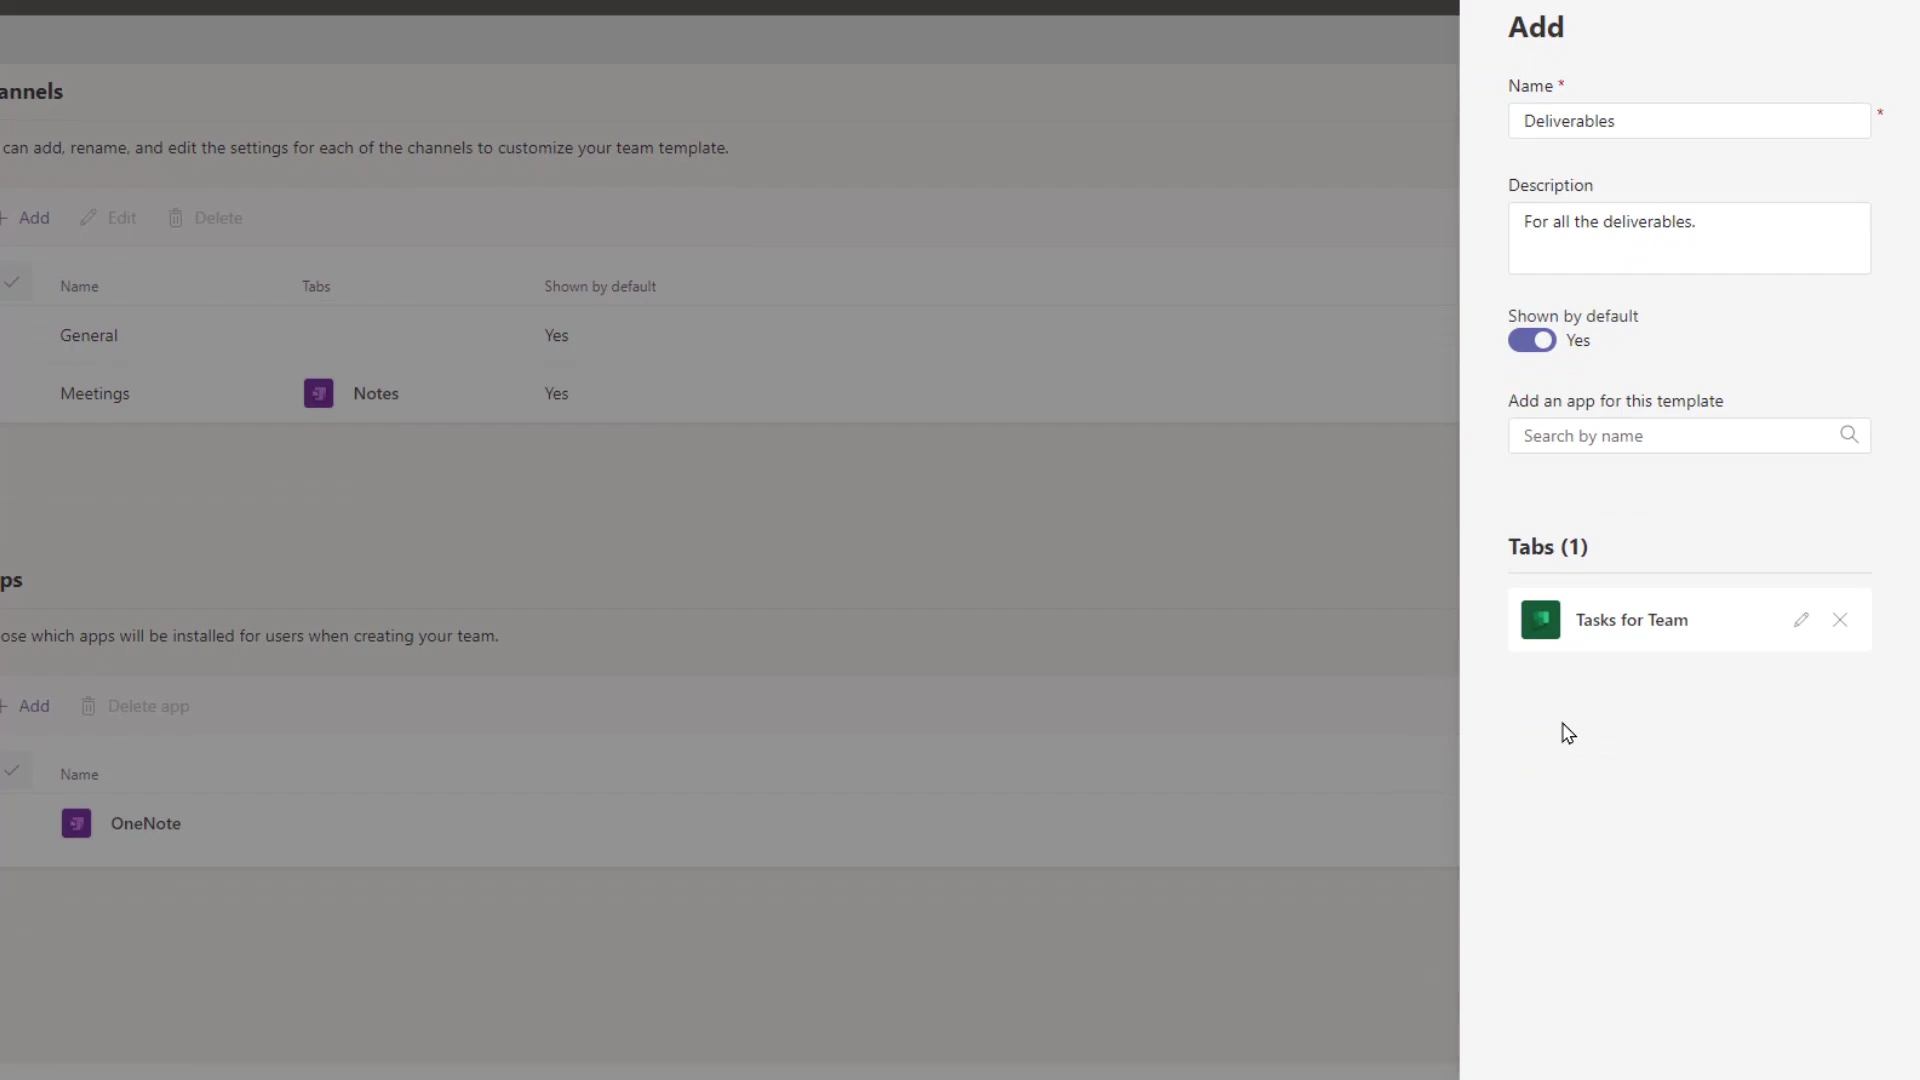 annels
can add, rename, and edit the settings for each of the channels to customize your team template.
Add Edit Delete
Name Tabs Shown by default
General Yes
Meetings Notes Yes
ps
ose which apps will be installed for users when creating your team.
Add Delete app
Name
OneNote
Add
Name *
Deliverables *
Description
For all the deliverables.
Shown by default
Yes
Add an app for this template
Search by name
Tabs (1)
Tasks for Team